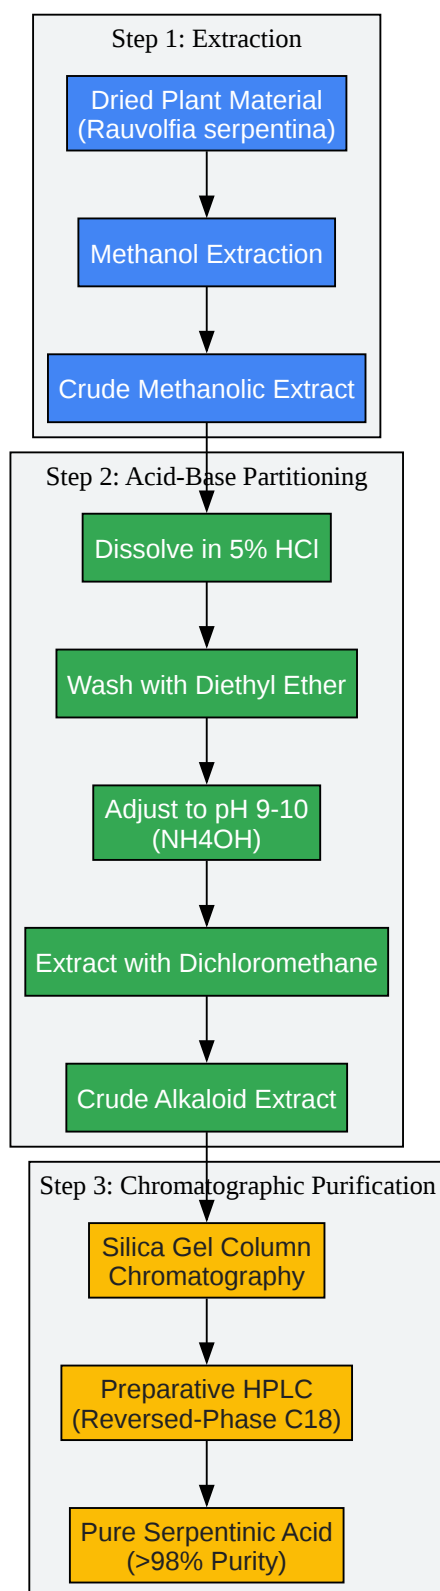 Step 1: Extraction
Dried Plant Material
(Rauvolfia serpentina)
Methanol Extraction
Crude Methanolic Extract
Step 2: Acid-Base Partitioning
Dissolve in 5% HCl
Wash with Diethyl Ether
Adjust to pH 9-10
(NH4OH)
Extract with Dichloromethane
Crude Alkaloid Extract
Step 3: Chromatographic Purification
Silica Gel Column
Chromatography
Preparative HPLC
(Reversed-Phase C18)
Pure Serpentinic Acid
(>98% Purity)